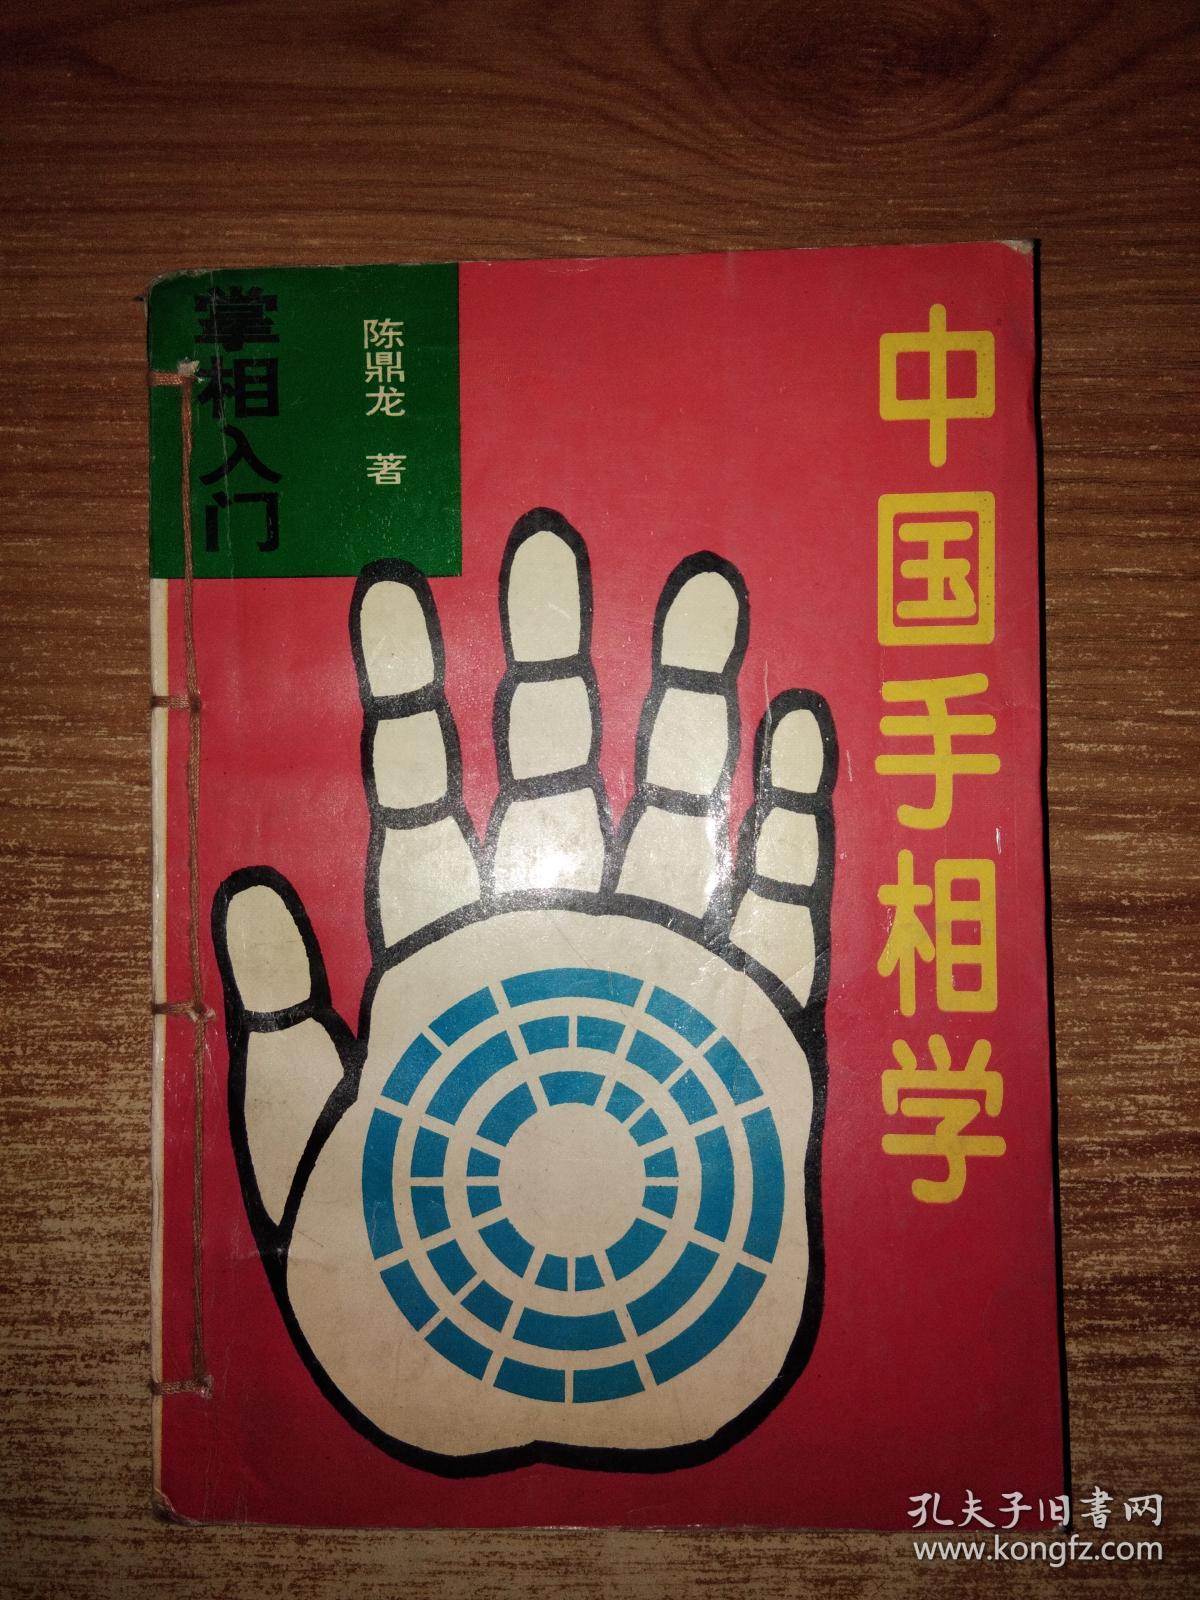 中国手相学
陈鼎龙 著
掌相入门
孔夫子旧书网
www.kongfz.com